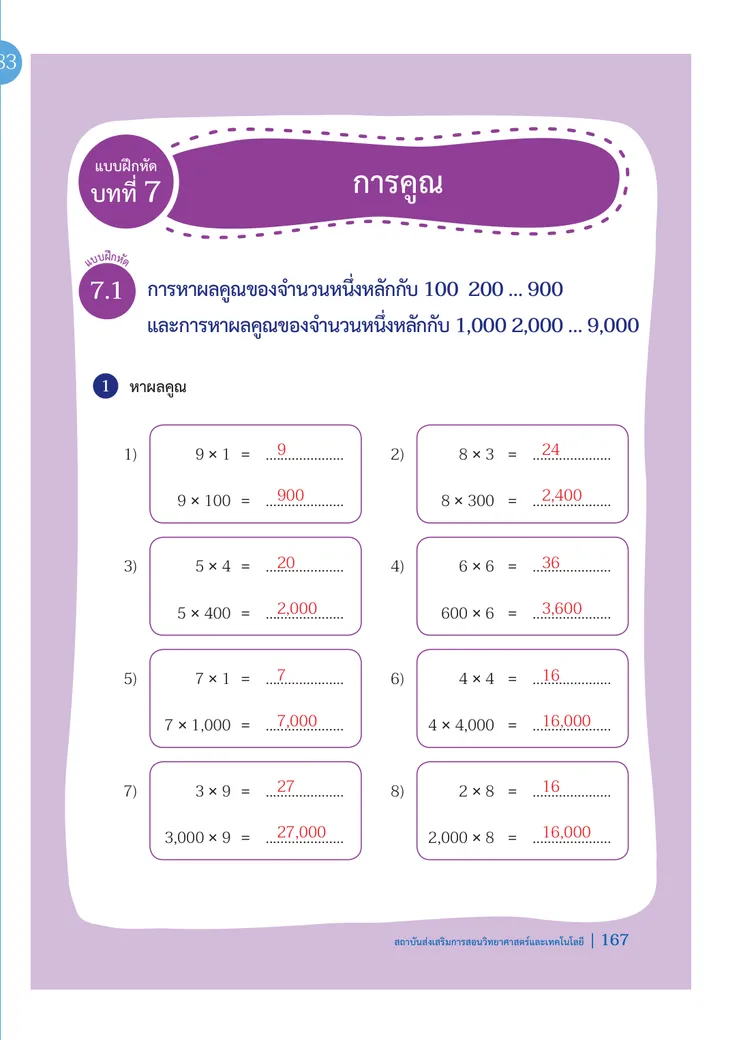 83
แบบฝึกหัด
บทที่ 7
การคูณ
แบบฝึกหัด
7.1
การหาผลคูณของจำนวนหนึ่งหลักกับ 100 200 ... 900
และการหาผลคูณของจำนวนหนึ่งหลักกับ 1,000 2,000 ... 9,000
1 หาผลคูณ
1) 9 × 1 = 9 2) 8 × 3 = 24
9 × 100 = 900 8 × 300 = 2,400
3) 5 × 4 = 20 4) 6 × 6 = 36
5 × 400 = 2,000 600 × 6 = 3,600
5) 7 × 1 = 7 6) 4 × 4 = 16
7 × 1,000 = 7,000 4 × 4,000 = 16,000
7) 3 × 9 = 27 8) 2 × 8 = 16
3,000 × 9 = 27,000 2,000 × 8 = 16,000
สถาบันส่งเสริมการสอนวิทยาศาสตร์และเทคโนโลยี | 167